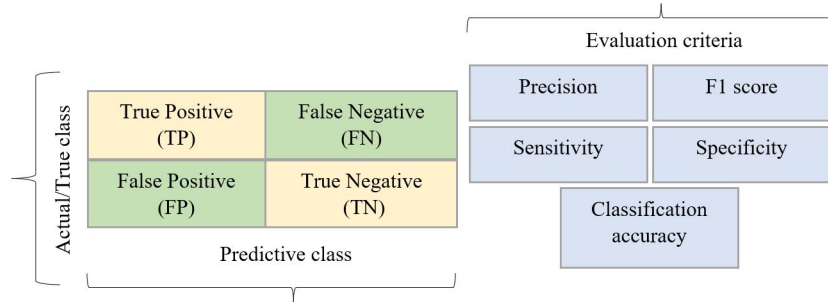 Evaluation criteria
Precision
F1 score
Sensitivity
Specificity
Classification
accuracy
Actual/True class
True Positive
(TP)
False Negative
(FN)
False Positive
(FP)
True Negative
(TN)
Predictive class